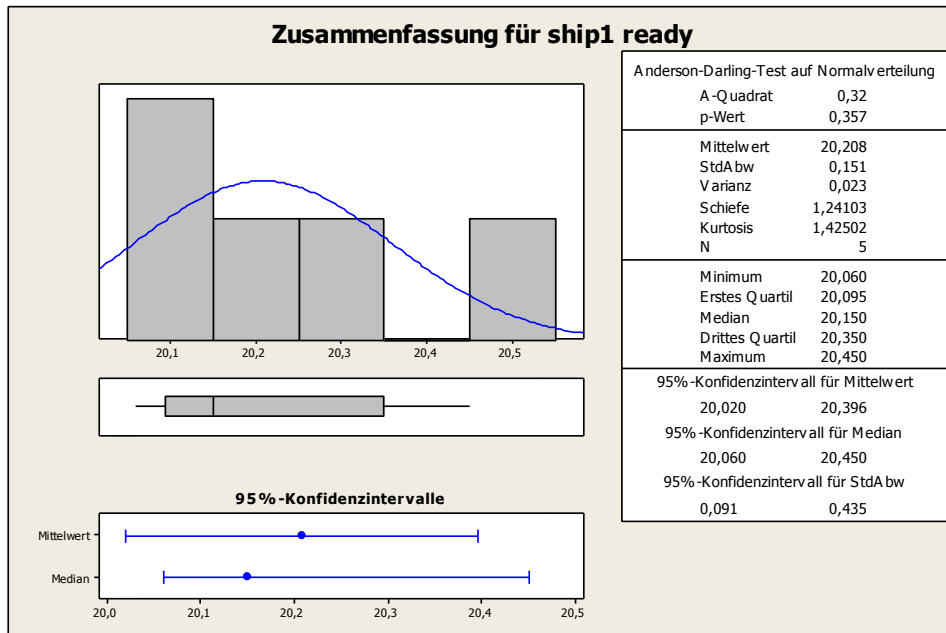 Zusammenfassung für ship1 ready
20,1 20,2 20,3 20,4 20,5
95%-Konfidenzintervalle
Mittelwert
Median
20,0 20,1 20,2 20,3 20,4 20,5
Anderson-Darling-Test auf Normalverteilung
A-Quadrat 0,32
p-Wert 0,357
Mittelwert 20,208
StdAbw 0,151
Varianz 0,023
Schiefe 1,24103
Kurtosis 1,42502
N 5
Minimum 20,060
Erstes Quartil 20,095
Median 20,150
Drittes Quartil 20,350
Maximum 20,450
95%-Konfidenzintervall für Mittelwert
20,020 20,396
95%-Konfidenzintervall für Median
20,060 20,450
95%-Konfidenzintervall für StdAbw
0,091 0,435